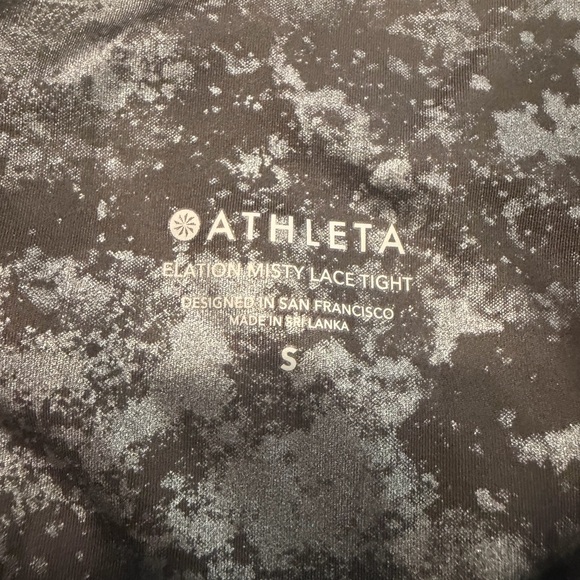 ATHLETA
ELATION MISTY LACE TIGHT
DESIGNED IN SAN FRANCISCO
MADE IN SRI LANKA
S